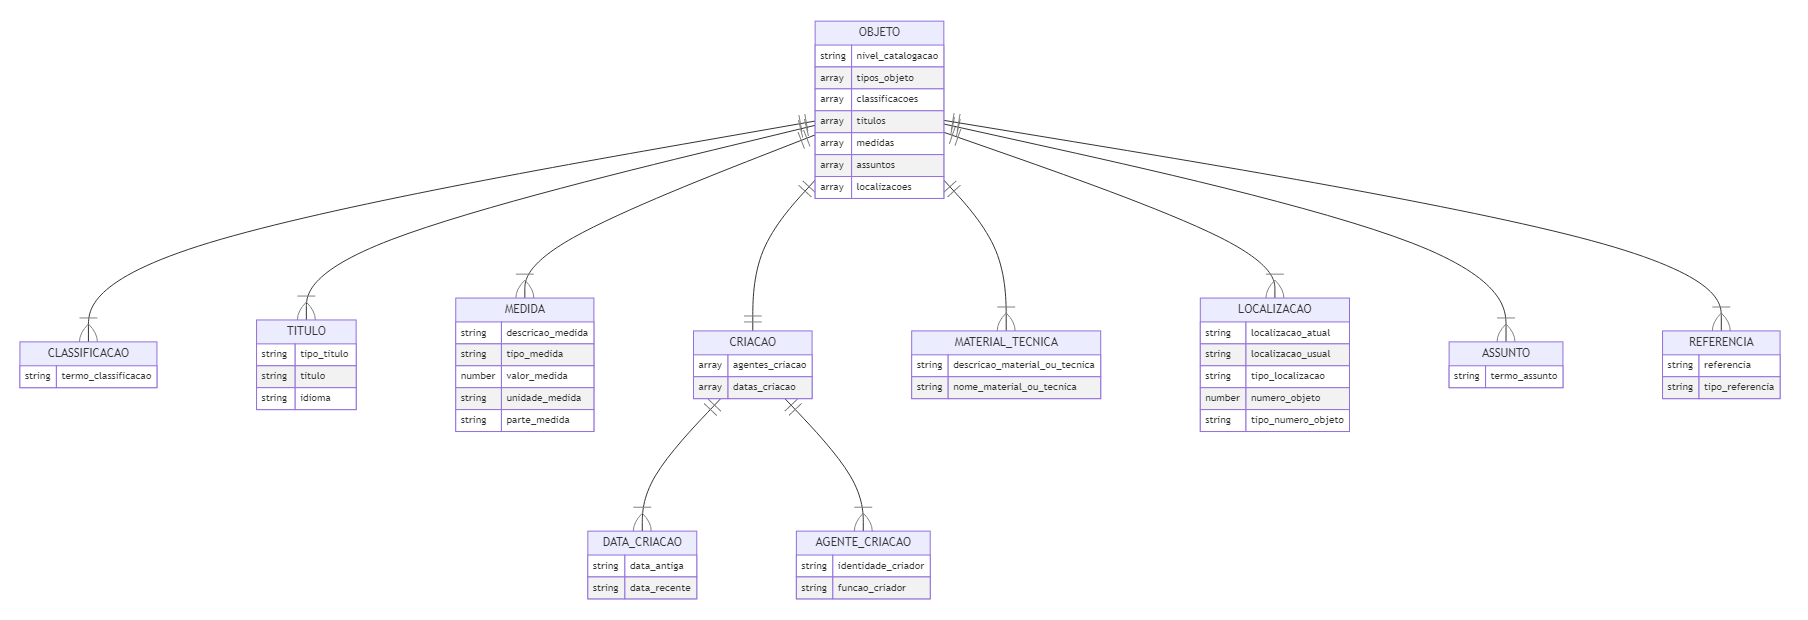 OBJETO
string nivel_catalogacao
array tipos_objeto
array classificacoes
array titulos
array medidas
array assuntos
array localizacoes
CLASSIFICACAO
string termo_classificacao
TITULO
string tipo_titulo
string titulo
string idioma
MEDIDA
string descricao_medida
string tipo_medida
number valor_medida
string unidade_medida
string parte_medida
CRIACAO
array agentes_criacao
array datas_criacao
MATERIAL_TECNICA
string descricao_material_ou_tecnica
string nome_material_ou_tecnica
LOCALIZACAO
string localizacao_atual
string localizacao_usual
string tipo_localizacao
number numero_objeto
string tipo_numero_objeto
ASSUNTO
string termo_assunto
REFERENCIA
string referencia
string tipo_referencia
DATA_CRIACAO
string data_antiga
string data_recente
AGENTE_CRIACAO
string identidade_criador
string funcao_criador